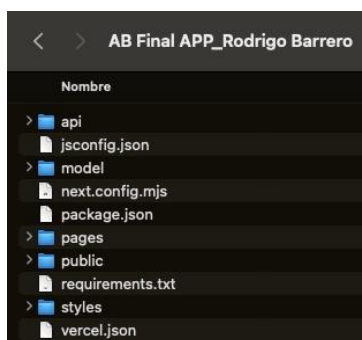 AB Final APP_Rodrigo Barrero
Nombre
api
jsconfig.json
model
next.config.mjs
package.json
pages
public
requirements.txt
styles
vercel.json